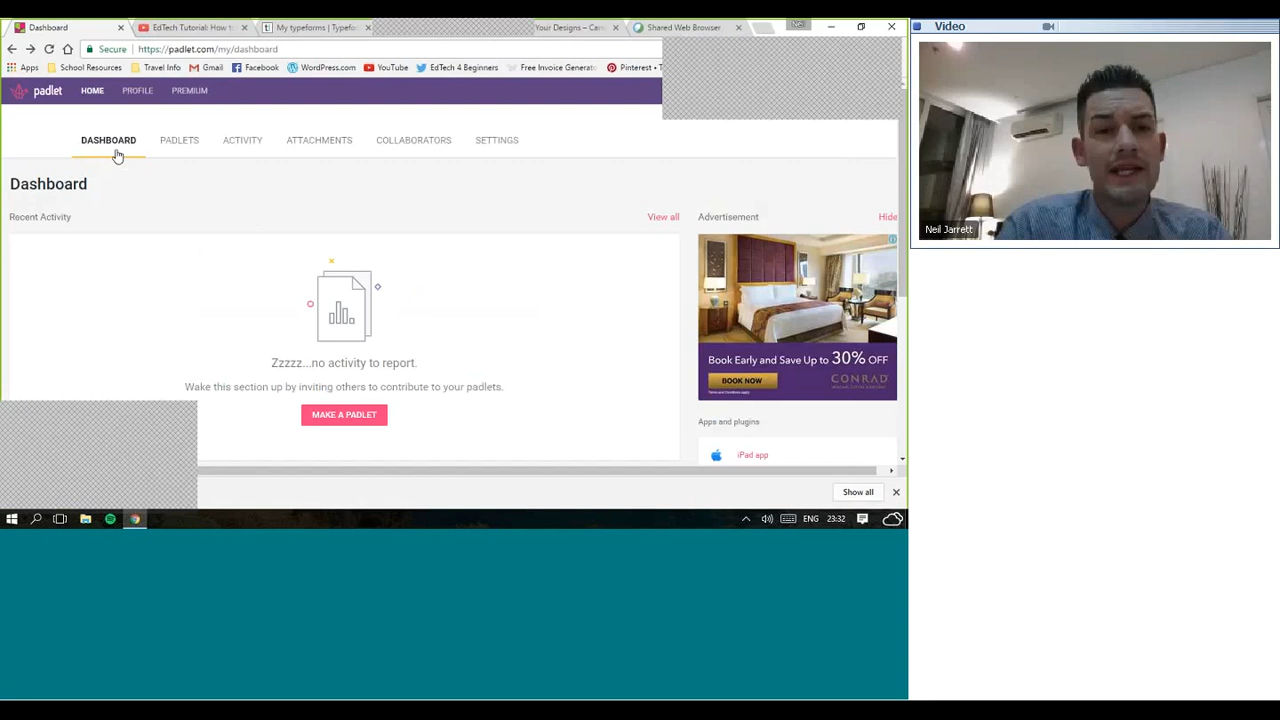 Dashboard
EdTech Tutorial: How to
My typeforms | Typefo
Your Designs – Can
Shared Web Browser
Neil
Video
Secure
https://padlet.com/my/dashboard
Apps
School Resources
Travel Info
Gmail
Facebook
WordPress.com
YouTube
EdTech 4 Beginners
Free Invoice Generato
Pinterest •
padlet
HOME
PROFILE
PREMIUM
DASHBOARD
PADLETS
ACTIVITY
ATTACHMENTS
COLLABORATORS
SETTINGS
Dashboard
Recent Activity
View all
Advertisement
Hide
Zzzzz...no activity to report.
Wake this section up by inviting others to contribute to your padlets.
MAKE A PADLET
Book Early and Save Up to 30% OFF
BOOK NOW
CONRAD
Apps and plugins
iPad app
Show all
ENG
23:32
Neil Jarrett